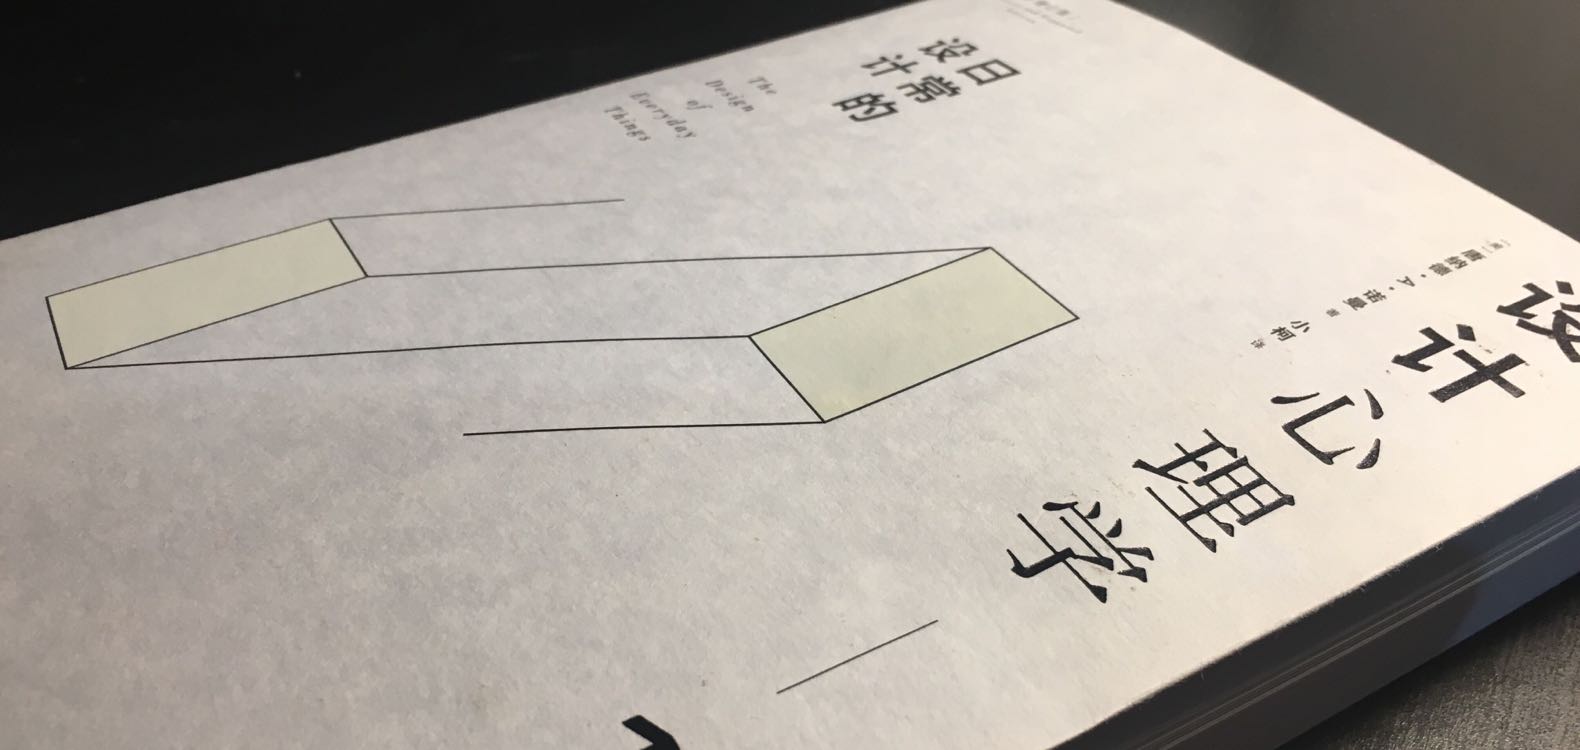 设计心理学
[美]唐纳德·A·诺曼 著
小柯 译
日常的
设计
The
Design
of
Everyday
Things